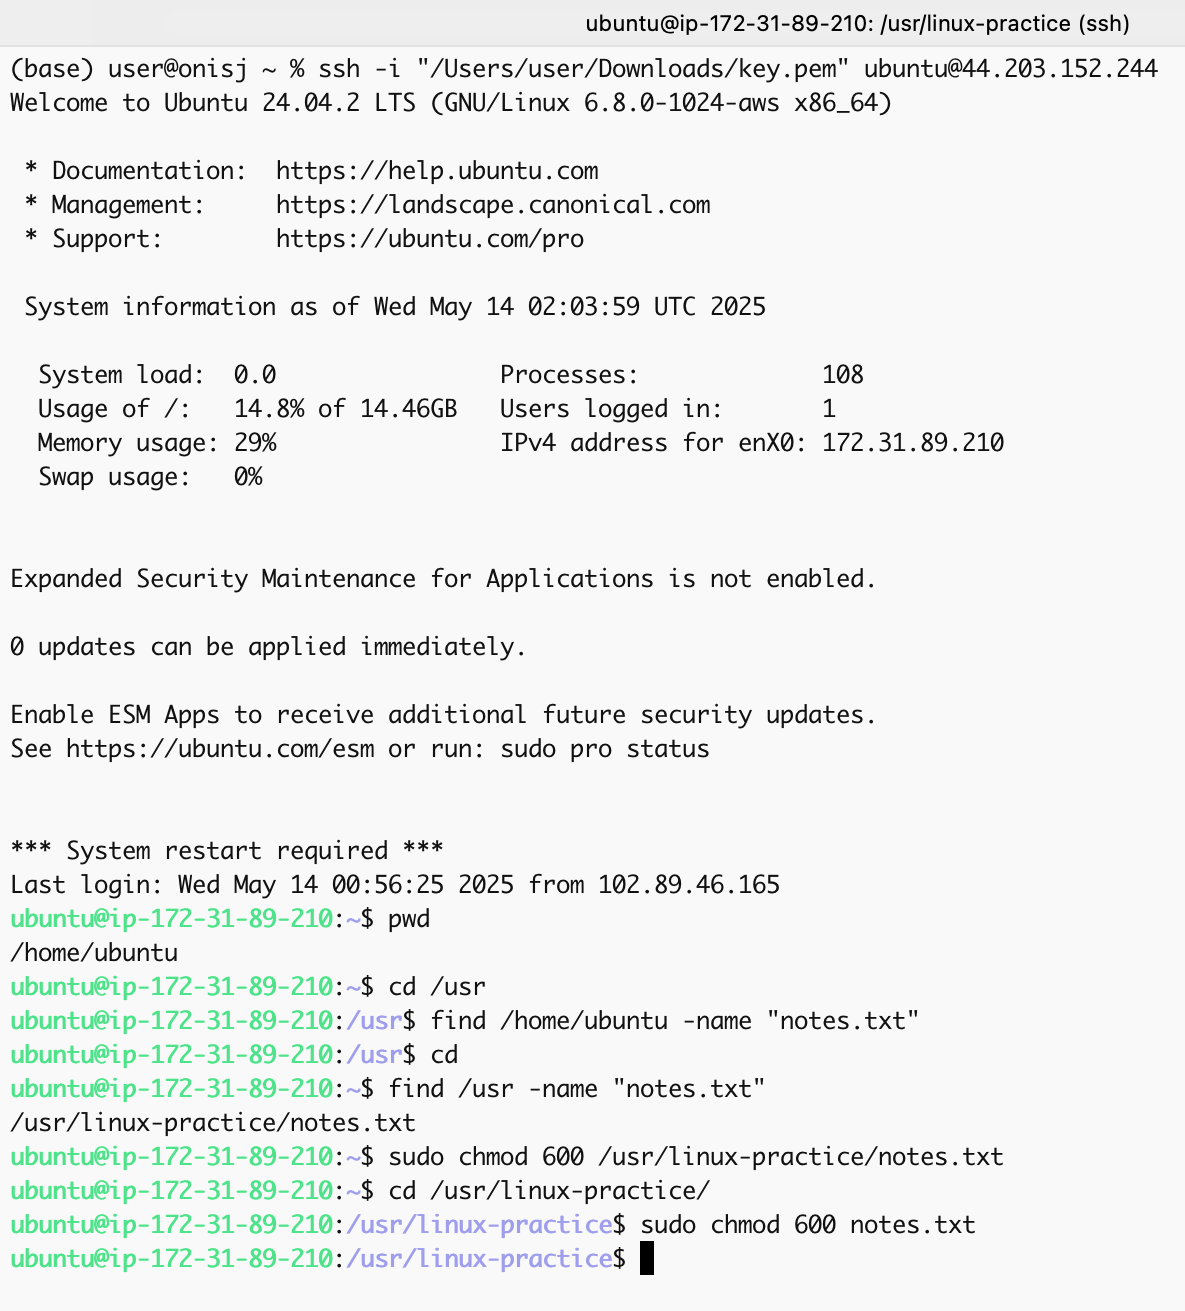 ubuntu@ip-172-31-89-210: /usr/linux-practice (ssh)
(base) user@onisj ~ % ssh -i "/Users/user/Downloads/key.pem" ubuntu@44.203.152.244
Welcome to Ubuntu 24.04.2 LTS (GNU/Linux 6.8.0-1024-aws x86_64)

 * Documentation:  https://help.ubuntu.com
 * Management:     https://landscape.canonical.com
 * Support:        https://ubuntu.com/pro

 System information as of Wed May 14 02:03:59 UTC 2025

  System load:  0.0                Processes:             108
  Usage of /:   14.8% of 14.46GB   Users logged in:       1
  Memory usage: 29%                IPv4 address for enX0: 172.31.89.210
  Swap usage:   0%

Expanded Security Maintenance for Applications is not enabled.

0 updates can be applied immediately.

Enable ESM Apps to receive additional future security updates.
See https://ubuntu.com/esm or run: sudo pro status

*** System restart required ***
Last login: Wed May 14 00:56:25 2025 from 102.89.46.165
ubuntu@ip-172-31-89-210:~$ pwd
/home/ubuntu
ubuntu@ip-172-31-89-210:~$ cd /usr
ubuntu@ip-172-31-89-210:/usr$ find /home/ubuntu -name "notes.txt"
ubuntu@ip-172-31-89-210:/usr$ cd
ubuntu@ip-172-31-89-210:~$ find /usr -name "notes.txt"
/usr/linux-practice/notes.txt
ubuntu@ip-172-31-89-210:~$ sudo chmod 600 /usr/linux-practice/notes.txt
ubuntu@ip-172-31-89-210:~$ cd /usr/linux-practice/
ubuntu@ip-172-31-89-210:/usr/linux-practice$ sudo chmod 600 notes.txt
ubuntu@ip-172-31-89-210:/usr/linux-practice$